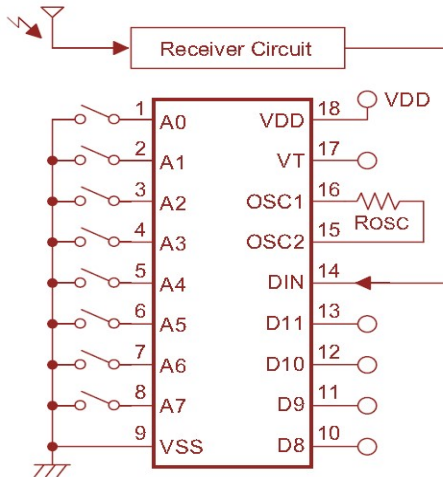 Receiver Circuit
VDD
1 A0 VDD 18
2 A1 VT 17
3 A2 OSC1 16
Rosc
4 A3 OSC2 15
5 A4 DIN 14
6 A5 D11 13
7 A6 D10 12
8 A7 D9 11
9 VSS D8 10